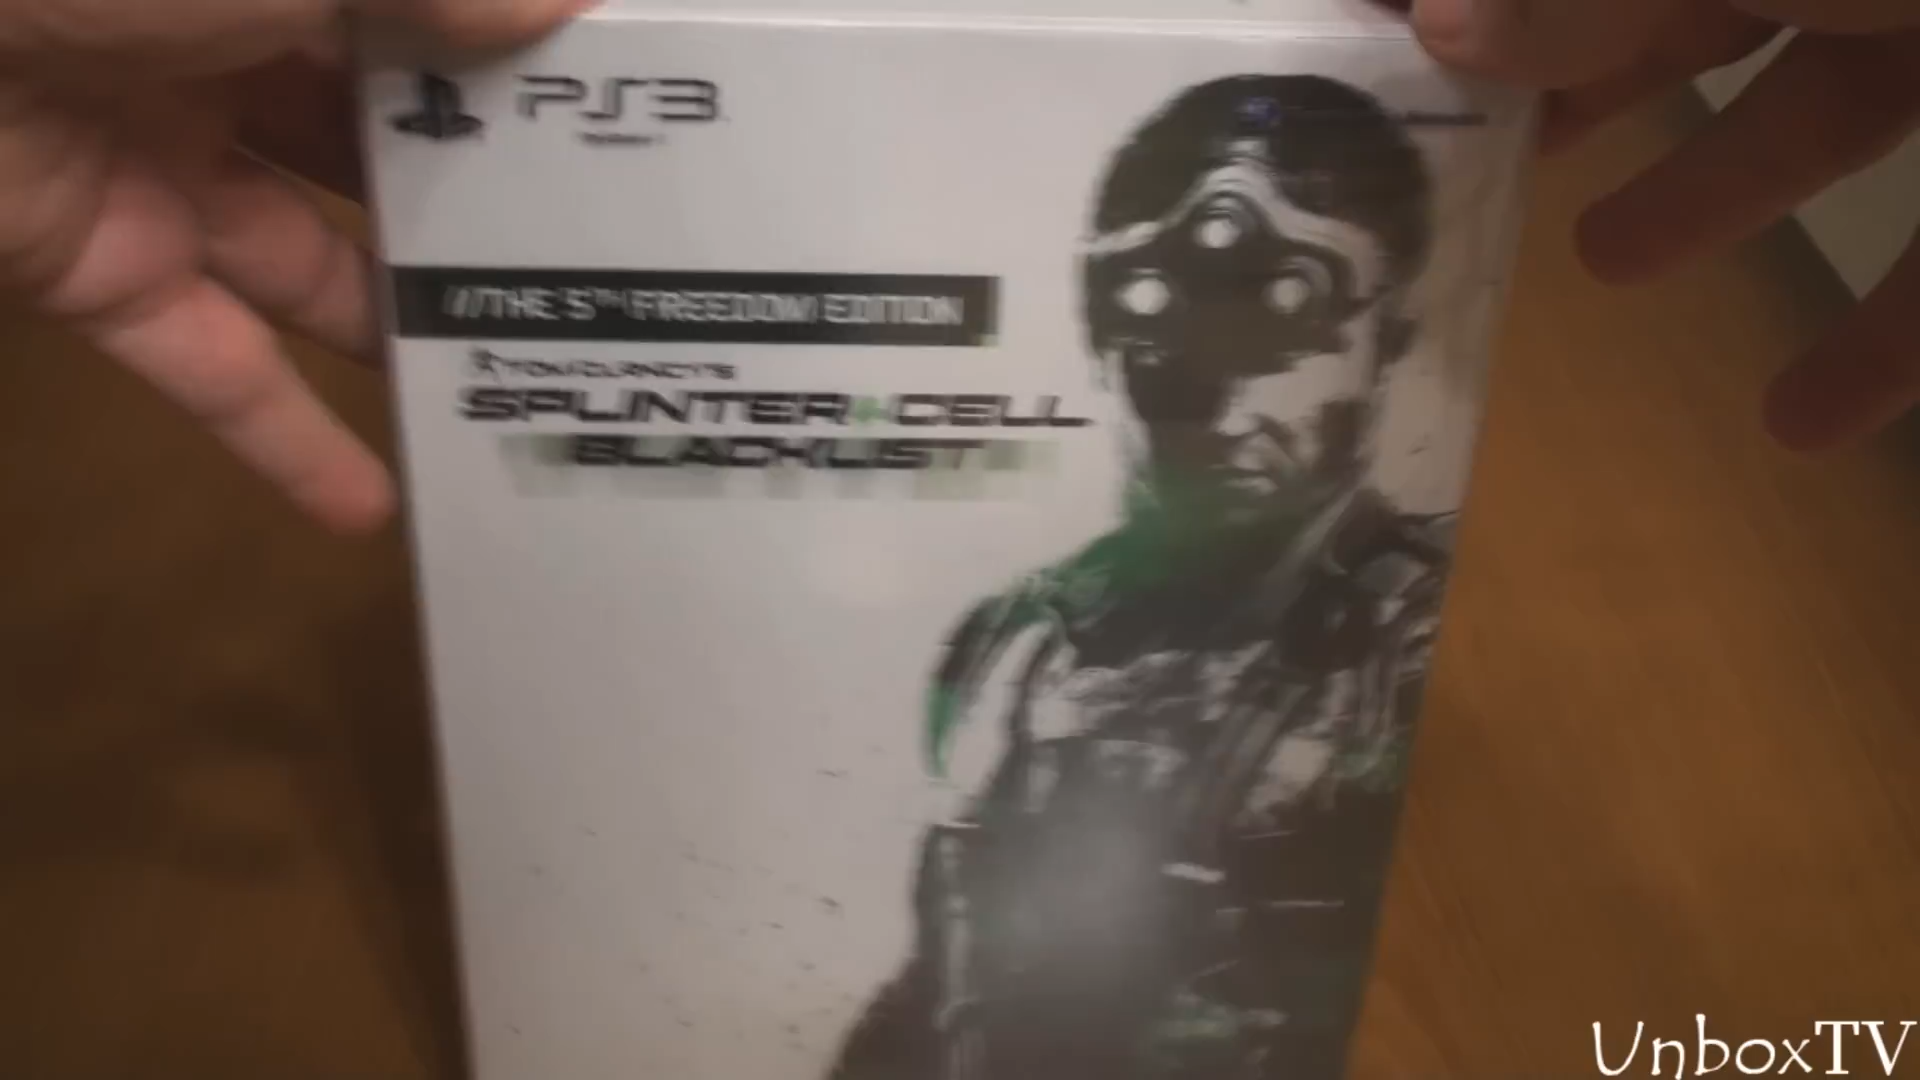 PS3
//THE 5TH FREEDOM EDITION
TOM CLANCY'S
SPLINTER CELL
BLACKLIST
UnboxTV